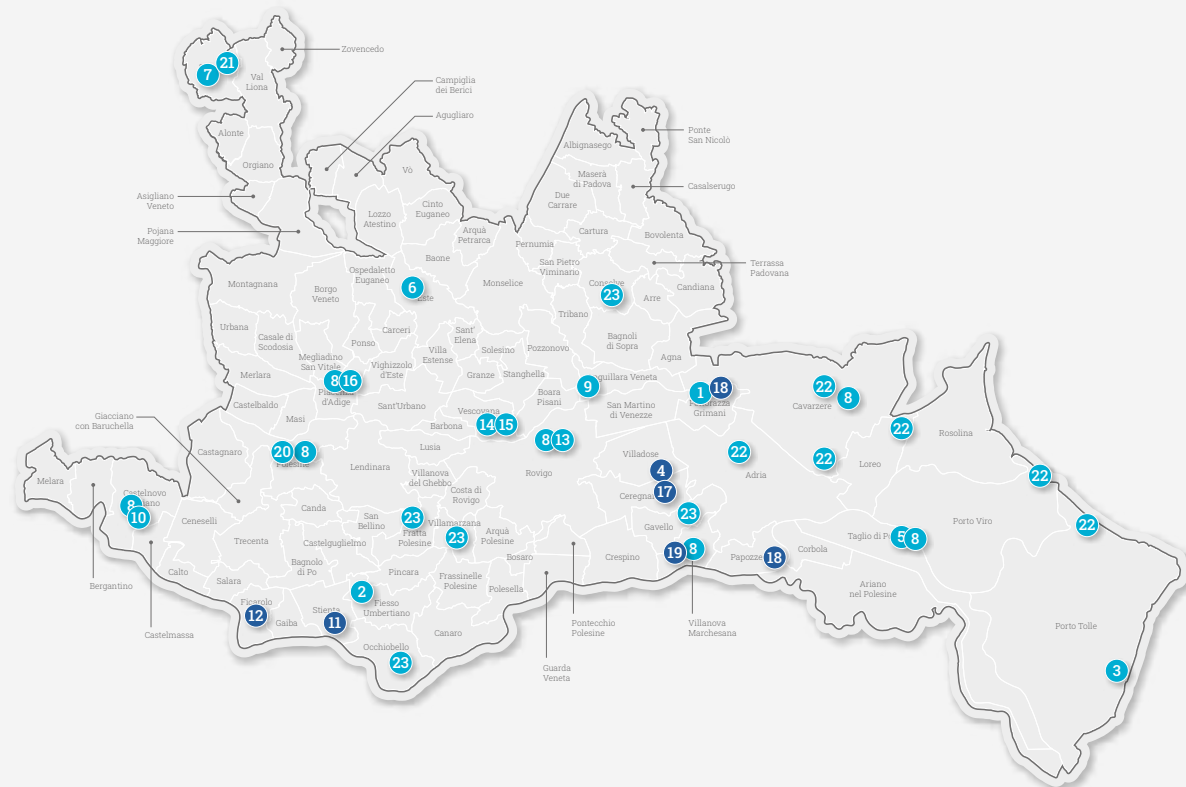 Zovencedo
21
7
Val
Liona
Campiglia
dei Berici
Agugliaro
Alonte
Orgiano
Asigliano
Veneto
Pojana
Maggiore
Vò
Lozzo
Atestino
Cinto
Euganeo
Albignasego
Ponte
San Nicolò
Maserà
di Padova
Casalserugo
Due
Carrare
Cartura
Bovolenta
Arquà
Petrarca
Pernumia
Baone
San Pietro
Viminario
Terrassa
Padovana
Montagnana
Borgo
Veneto
Ospedaletto
Euganeo
6
Este
Monselice
Conselve
23
Arre
Candiana
Tribano
Urbana
Casale di
Scodosia
Ponso
Carceri
Villa
Estense
Sant'
Elena
Solesino
Pozzonovo
Bagnoli
di Sopra
Agna
Merlara
Megliadino
San Vitale
8
16
d'Adige
Vighizzolo
d'Este
Granze
Stanghella
Boara
Pisani
9
Anguillara Veneta
1
18
Grimani
22
8
Cavarzere
Castelbaldo
Masi
Sant'Urbano
Vescovana
14
15
Barbona
San Martino
di Venezze
Giacciano
con Baruchella
Castagnaro
20
8
Polesine
Lendinara
Lusia
8
13
Rovigo
Villadose
4
17
Ceregnano
22
Adria
22
22
Loreo
Rosolina
22
Melara
Castelnovo
8
10
Ceneselli
Villanova
del Ghebbo
Costa di
Rovigo
Canda
San
Bellino
23
Fratta
Polesine
Villamarzana
23
Arquà
Polesine
23
Gavello
Porto Viro
22
Trecenta
Castelguglielmo
Bosaro
Crespino
19
8
Papozze
18
Corbola
Taglio di Po
5
8
Calto
Salara
Bagnolo
di Po
Pincara
Frassinelle
Polesine
Polesella
Ariano
nel Polesine
Bergantino
Castelmassa
Ficarolo
12
Gaiba
Stienta
11
2
Fiesso
Umbertiano
Canaro
Occhiobello
23
Guarda
Veneta
Pontecchio
Polesine
Villanova
Marchesana
Porto Tolle
3